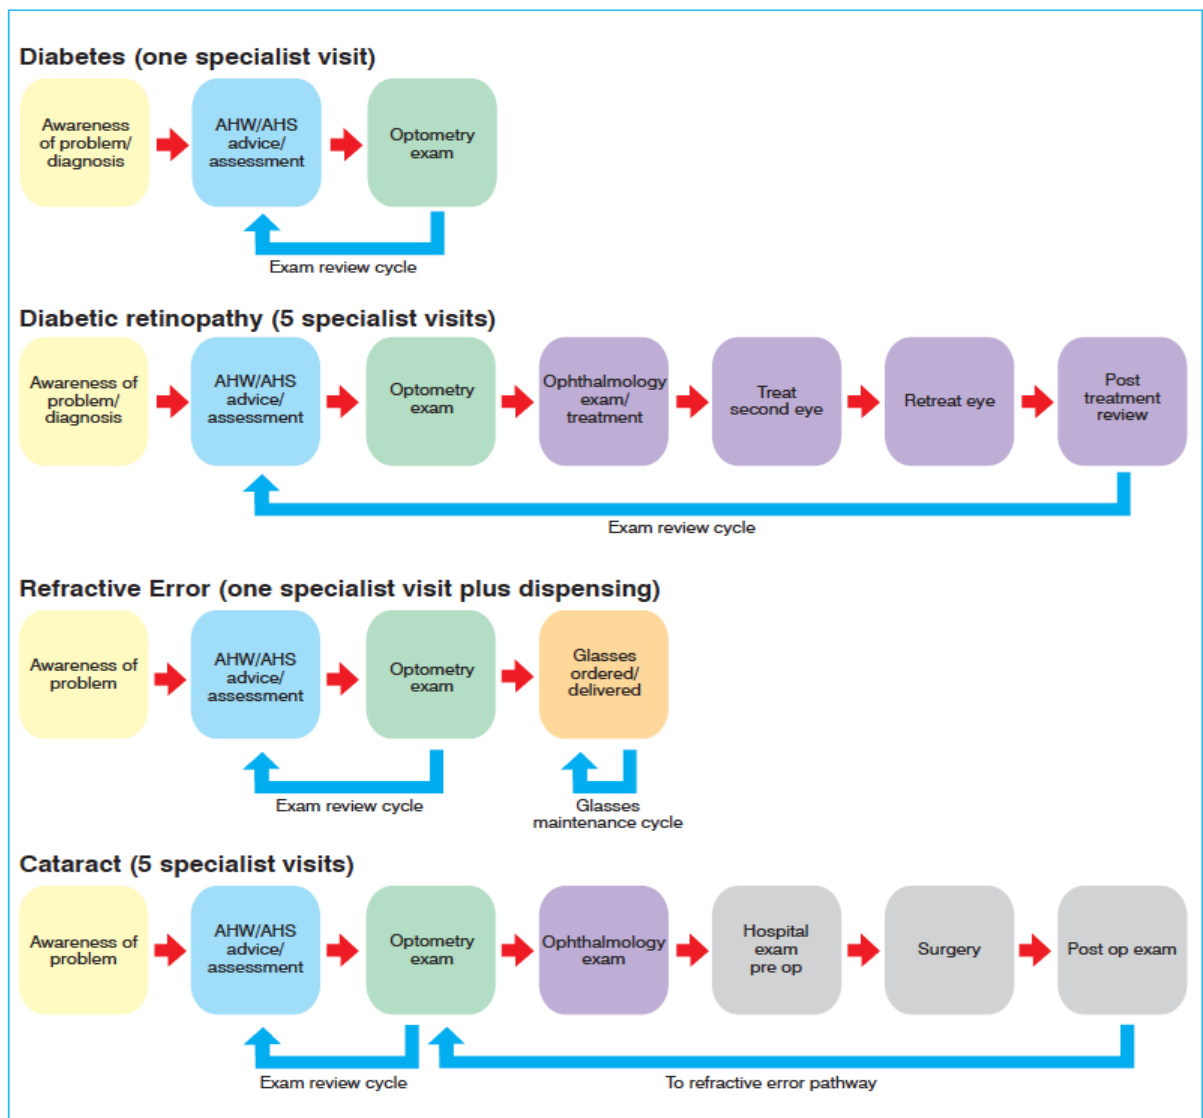 Diabetes (one specialist visit)
Awareness
of problem/
diagnosis
AHW/AHS
advice/
assessment
Optometry
exam
Exam review cycle
Diabetic retinopathy (5 specialist visits)
Awareness of
problem/
diagnosis
AHW/AHS
advice/
assessment
Optometry
exam
Ophthalmology
exam/
treatment
Treat
second eye
Retreat eye
Post
treatment
review
Exam review cycle
Refractive Error (one specialist visit plus dispensing)
Awareness of
problem
AHW/AHS
advice/
assessment
Optometry
exam
Glasses
ordered/
delivered
Exam review cycle
Glasses
maintenance cycle
Cataract (5 specialist visits)
Awareness of
problem
AHW/AHS
advice/
assessment
Optometry
exam
Ophthalmology
exam
Hospital
exam
pre op
Surgery
Post op exam
Exam review cycle
To refractive error pathway